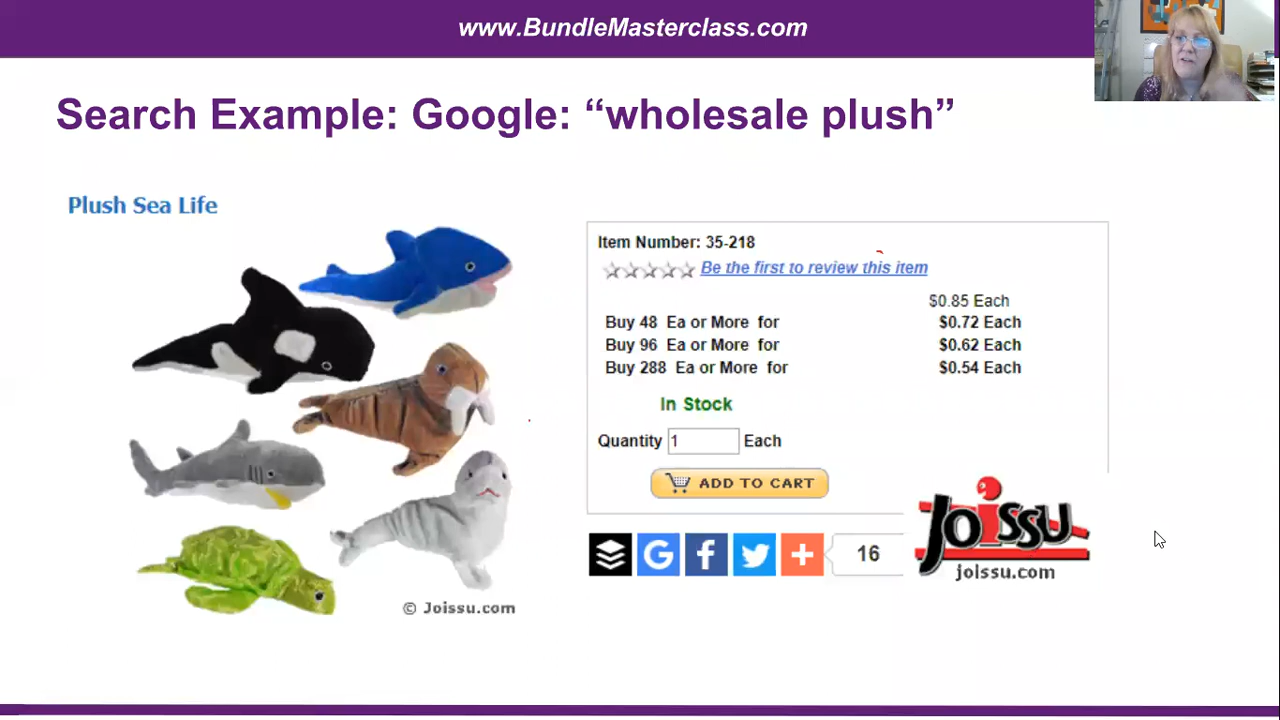 www.BundleMasterclass.com
Search Example: Google: “wholesale plush”
Plush Sea Life
© Joissu.com
Item Number: 35-218
Be the first to review this item
$0.85 Each
Buy 48 Ea or More for $0.72 Each
Buy 96 Ea or More for $0.62 Each
Buy 288 Ea or More for $0.54 Each
In Stock
Quantity 1 Each
ADD TO CART
G f + 16
Joissu
joissu.com